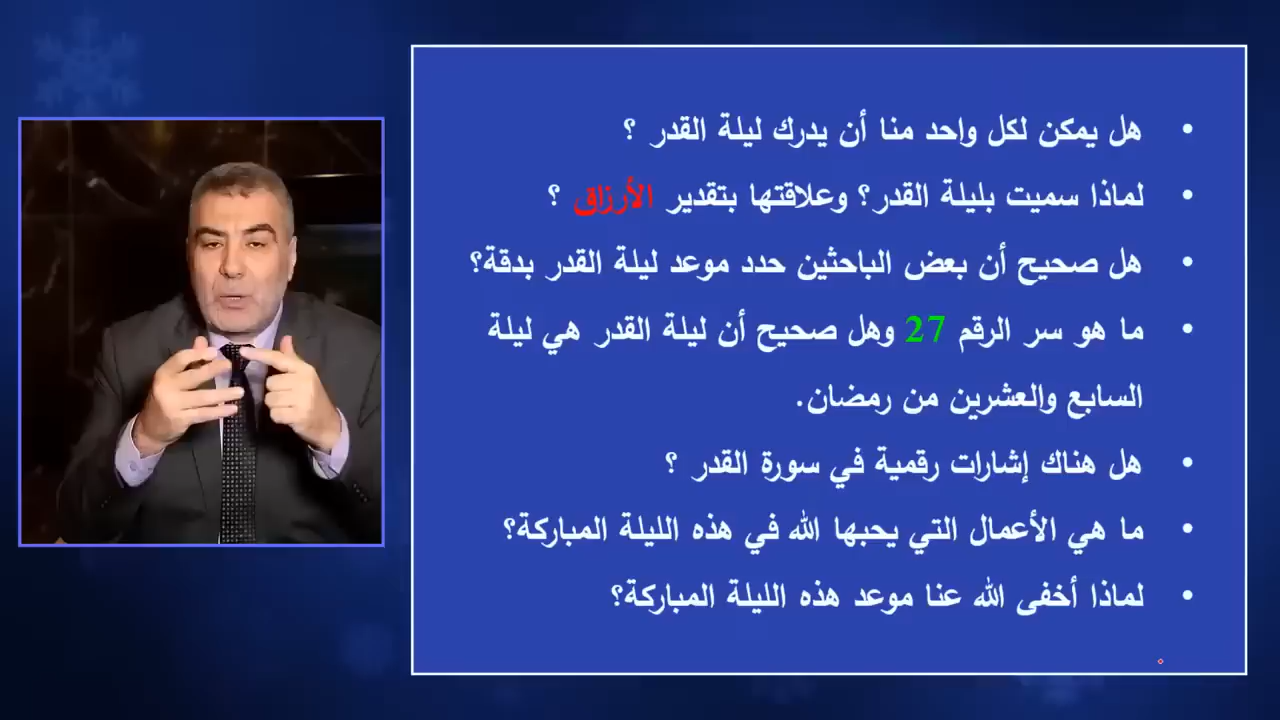 • هل يمكن لكل واحد منا أن يدرك ليلة القدر ؟
• لماذا سميت بليلة القدر؟ وعلاقتها بتقدير الأرزاق ؟
• هل صحيح أن بعض الباحثين حدد موعد ليلة القدر بدقة؟
• ما هو سر الرقم 27 وهل صحيح أن ليلة القدر هي ليلة
السابع والعشرين من رمضان.
• هل هناك إشارات رقمية في سورة القدر ؟
• ما هي الأعمال التي يحبها الله في هذه الليلة المباركة؟
• لماذا أخفى الله عنا موعد هذه الليلة المباركة؟